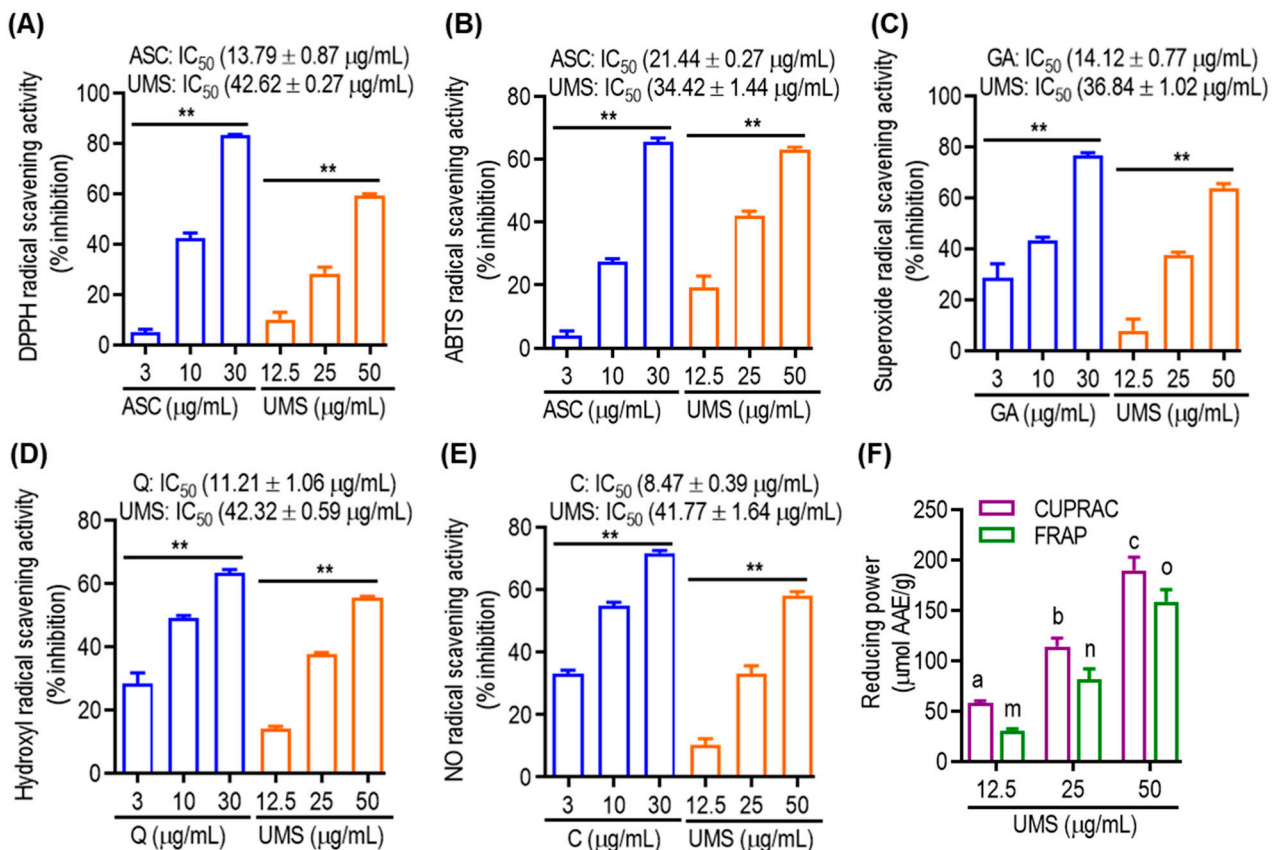 (A)
ASC: IC50 (13.79 ± 0.87 μg/mL)
UMS: IC50 (42.62 ± 0.27 μg/mL)
DPPH radical scavening activity
(% inhibition)
100
80
60
40
20
0
**
**
3 10 30 12.5 25 50
ASC (μg/mL) UMS (μg/mL)
(B)
ASC: IC50 (21.44 ± 0.27 μg/mL)
UMS: IC50 (34.42 ± 1.44 μg/mL)
ABTS radical scavening activity
(% inhibition)
80
60
40
20
0
**
**
3 10 30 12.5 25 50
ASC (μg/mL) UMS (μg/mL)
(C)
GA: IC50 (14.12 ± 0.77 μg/mL)
UMS: IC50 (36.84 ± 1.02 μg/mL)
Superoxide radical scavening activity
(% inhibition)
100
80
60
40
20
0
**
**
3 10 30 12.5 25 50
GA (μg/mL) UMS (μg/mL)
(D)
Q: IC50 (11.21 ± 1.06 μg/mL)
UMS: IC50 (42.32 ± 0.59 μg/mL)
Hydroxyl radical scavening activity
(% inhibition)
80
60
40
20
0
**
**
3 10 30 12.5 25 50
Q (μg/mL) UMS (μg/mL)
(E)
C: IC50 (8.47 ± 0.39 μg/mL)
UMS: IC50 (41.77 ± 1.64 μg/mL)
NO radical scavening activity
(% inhibition)
80
60
40
20
0
**
**
3 10 30 12.5 25 50
C (μg/mL) UMS (μg/mL)
(F)
CUPRAC
FRAP
Reducing power
(μmol AAE/g)
250
200
150
100
50
0
a
m
b
n
c
o
12.5 25 50
UMS (μg/mL)